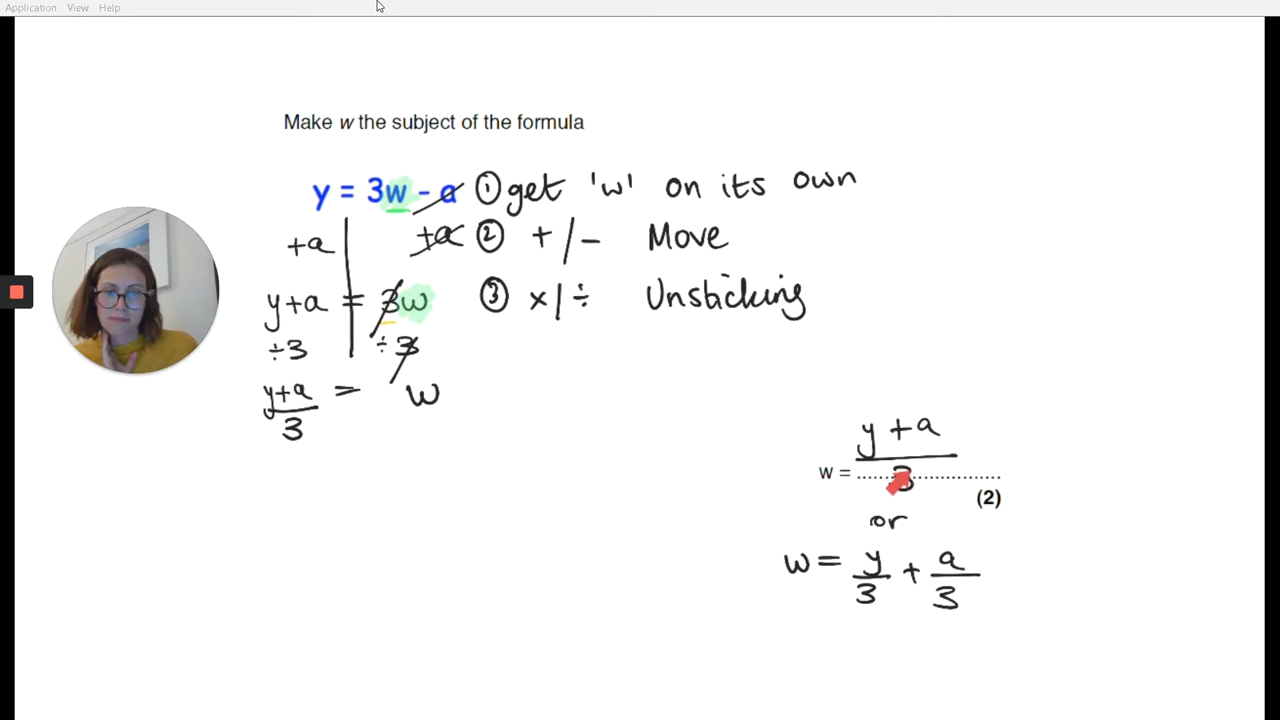 Application View Help
Make w the subject of the formula
y = 3w - a ① get 'w' on its own
+a +a ② + / - Move
y+a = 3w ③ × / ÷ Unsticking
÷3 ÷3
y+a/3 = w
y + a
w = ........3........
(2)
or
w = y/3 + a/3